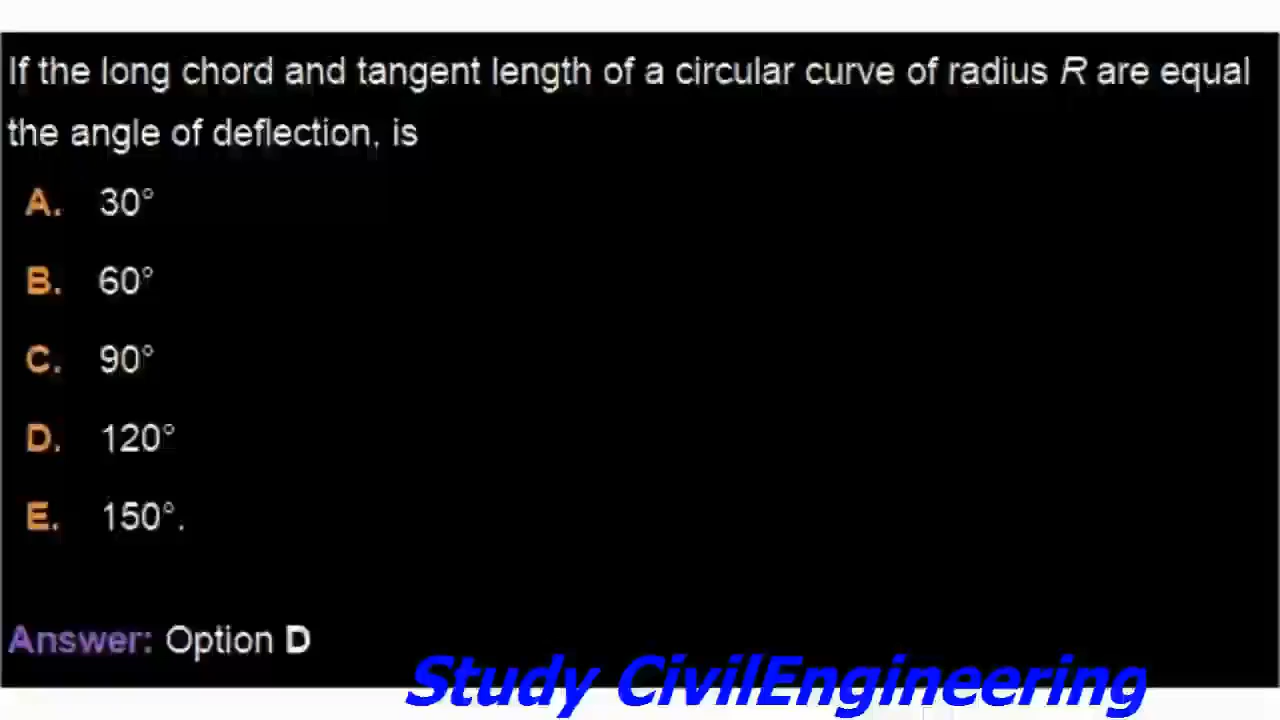 If the long chord and tangent length of a circular curve of radius R are equal
the angle of deflection, is
A. 30°
B. 60°
C. 90°
D. 120°
E. 150°.
Answer: Option D
Study CivilEngineering